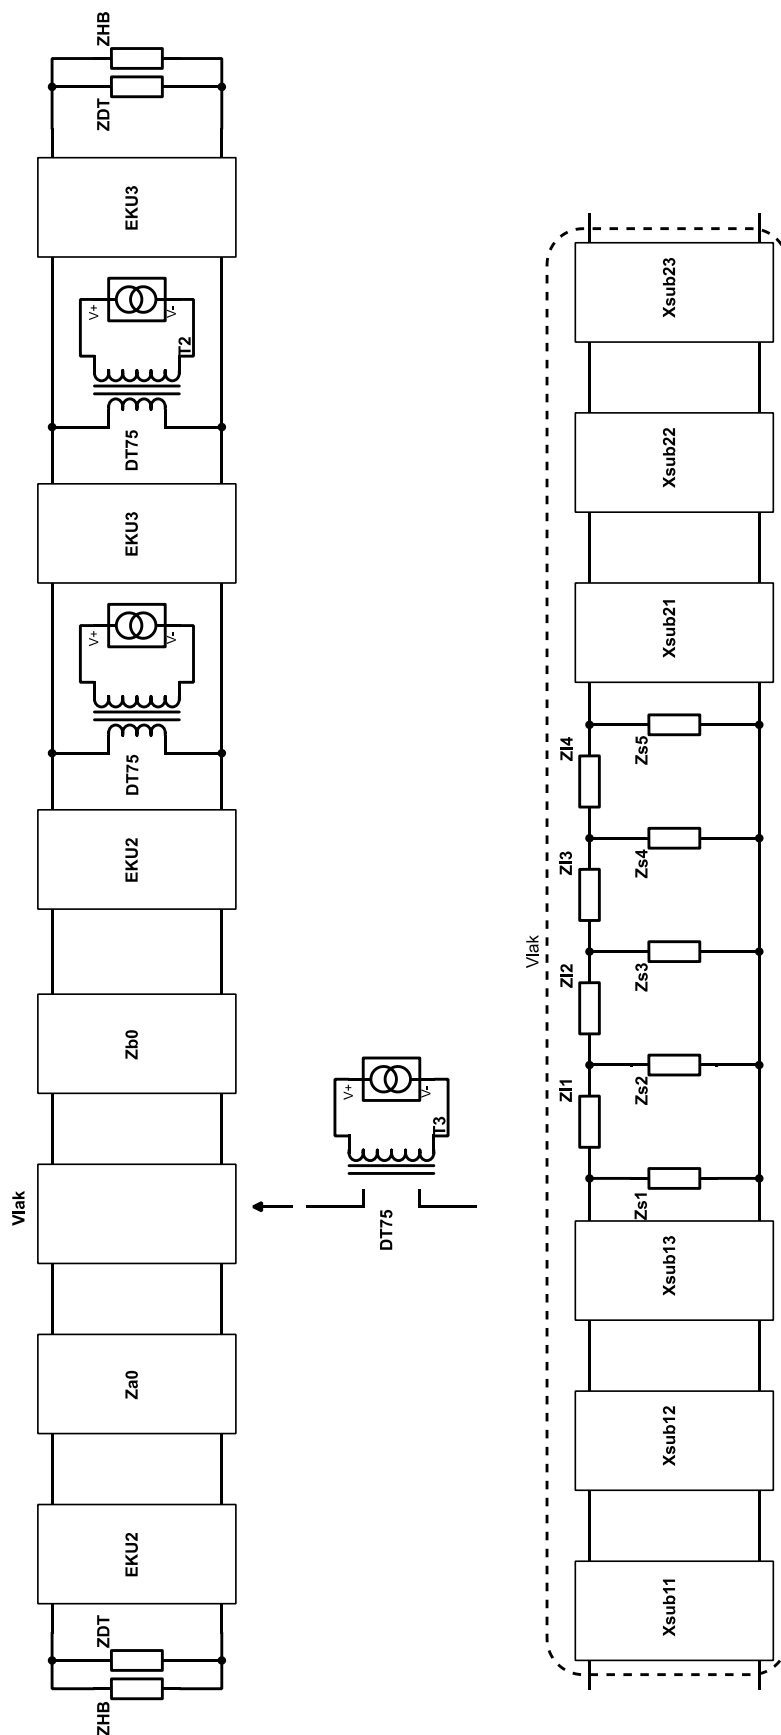 ZHB
ZDT
EKU2
Za0
Vlak
Zb0
EKU2
DT75
V+
V-
EKU3
DT75
T2
V+
V-
EKU3
ZDT
ZHB
DT75
T3
V+
V-
Vlak
Xsub11
Xsub12
Xsub13
Zs1
Zl1
Zs2
Zl2
Zs3
Zl3
Zs4
Zl4
Zs5
Xsub21
Xsub22
Xsub23